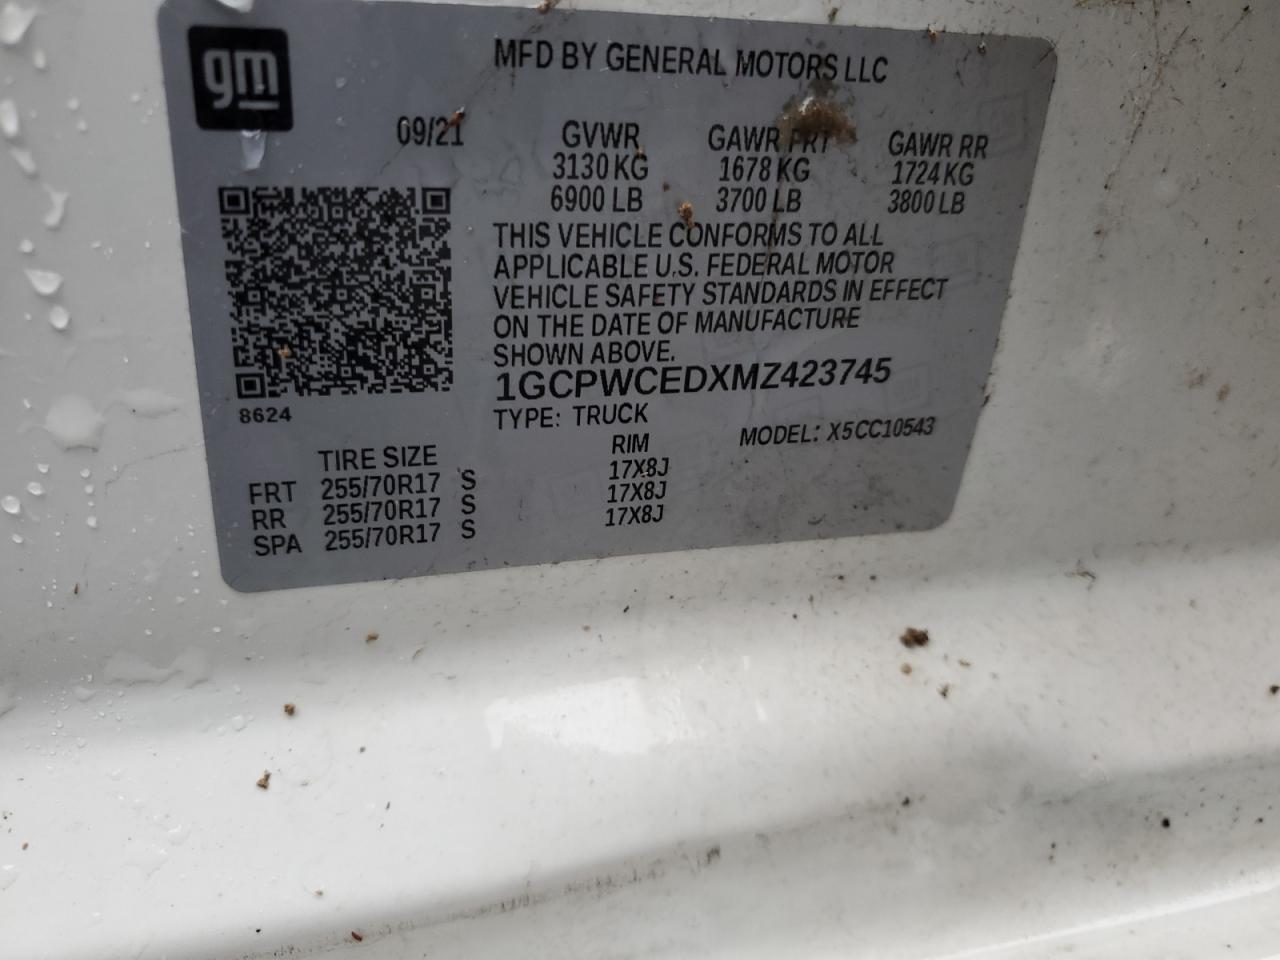 gm
MFD BY GENERAL MOTORS LLC
09/21 GVWR GAWR FRT GAWR RR
3130 KG 1678 KG 1724 KG
6900 LB 3700 LB 3800 LB
THIS VEHICLE CONFORMS TO ALL
APPLICABLE U.S. FEDERAL MOTOR
VEHICLE SAFETY STANDARDS IN EFFECT
ON THE DATE OF MANUFACTURE
SHOWN ABOVE.
1GCPWCEDXMZ423745
8624
TYPE: TRUCK MODEL: X5CC10543
TIRE SIZE RIM
FRT 255/70R17 S 17X8J
RR 255/70R17 S 17X8J
SPA 255/70R17 S 17X8J